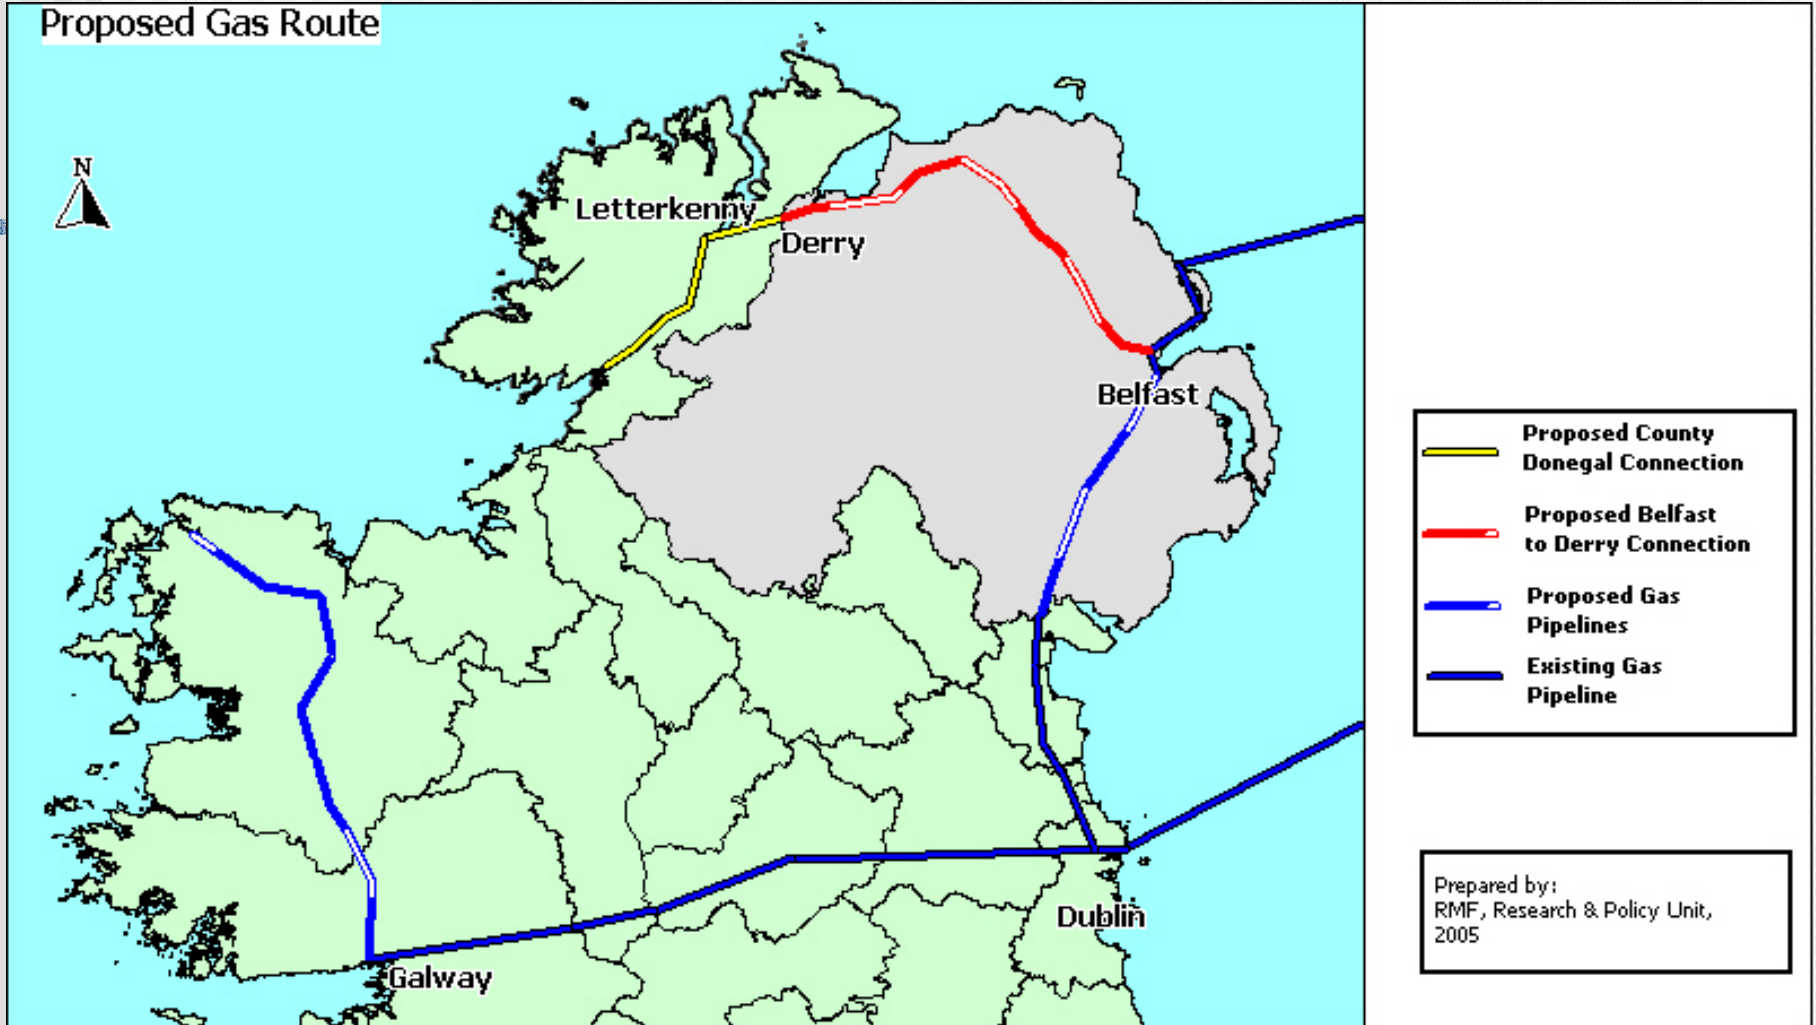 Proposed Gas Route
N
Letterkenny
Derry
Belfast
Dublin
Galway
Proposed County
Donegal Connection
Proposed Belfast
to Derry Connection
Proposed Gas
Pipelines
Existing Gas
Pipeline
Prepared by:
RMF, Research & Policy Unit,
2005